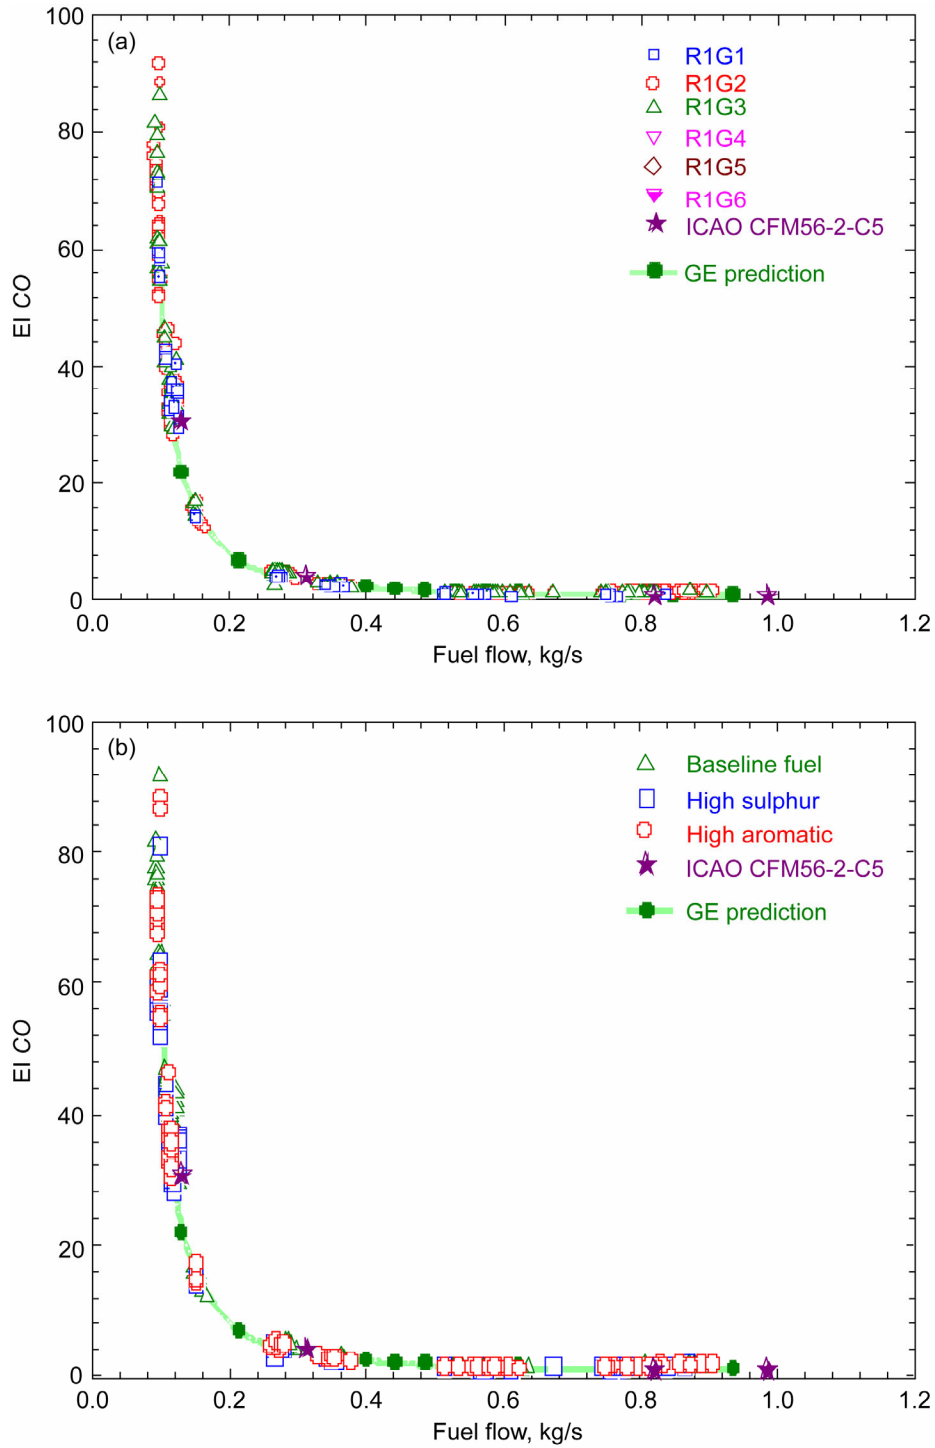 100
(a)
R1G1
R1G2
80
R1G3
R1G4
R1G5
R1G6
60
ICAO CFM56-2-C5
GE prediction
EI CO
40
20
0
0.0 0.2 0.4 0.6 0.8 1.0 1.2
Fuel flow, kg/s
100
(b)
Baseline fuel
High sulphur
80
High aromatic
ICAO CFM56-2-C5
GE prediction
60
EI CO
40
20
0
0.0 0.2 0.4 0.6 0.8 1.0 1.2
Fuel flow, kg/s